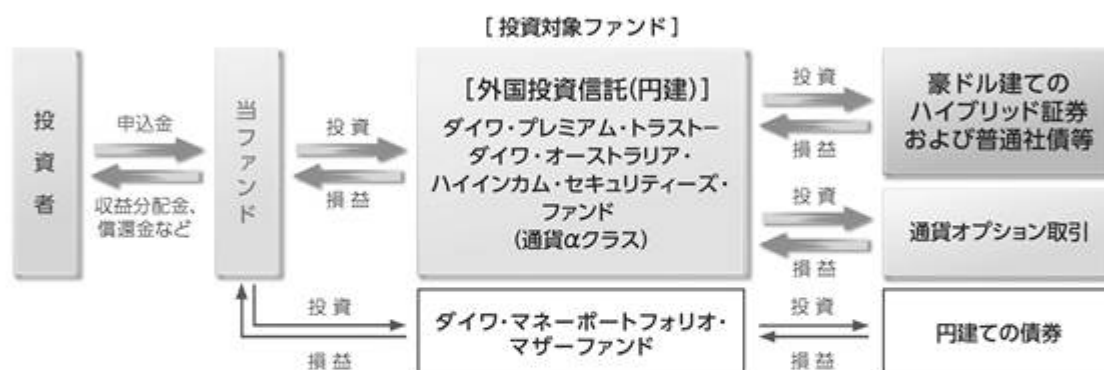 [ 投資対象ファンド ]
投資者
申込金
収益分配金、
償還金など
当ファンド
投 資
損 益
[外国投資信託(円建)]
ダイワ・プレミアム・トラストー
ダイワ・オーストラリア・
ハイインカム・セキュリティーズ・
ファンド
(通貨αクラス)
投 資
損 益
豪ドル建ての
ハイブリッド証券
および普通社債等
投 資
損 益
通貨オプション取引
投 資
損 益
ダイワ・マネーポートフォリオ・
マザーファンド
投 資
損 益
円建ての債券